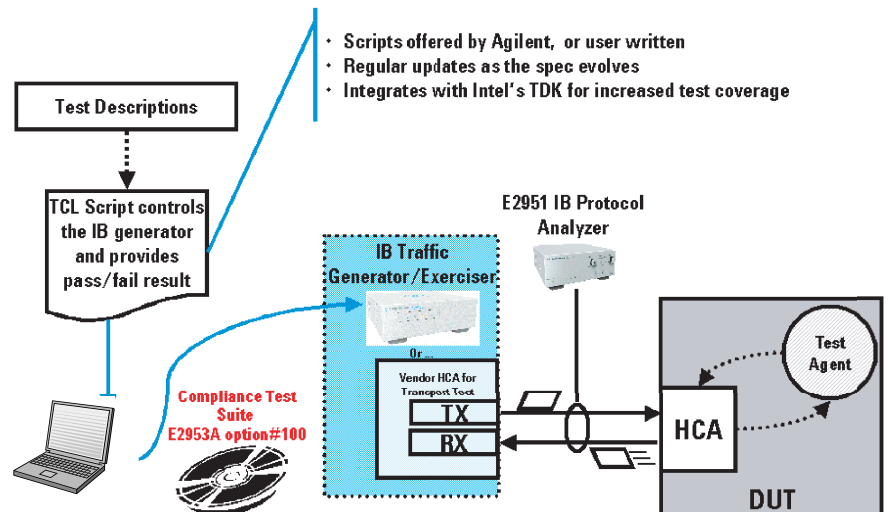 · Scripts offered by Agilent, or user written
· Regular updates as the spec evolves
· Integrates with Intel's TDK for increased test coverage
Test Descriptions
TCL Script controls
the IB generator
and provides
pass/fail result
E2951 IB Protocol
Analyzer
IB Traffic
Generator/Exerciser
Or...
Vendor HCA for
Transport Test
TX
RX
Compliance Test
Suite
E2953A option#100
Test
Agent
HCA
DUT